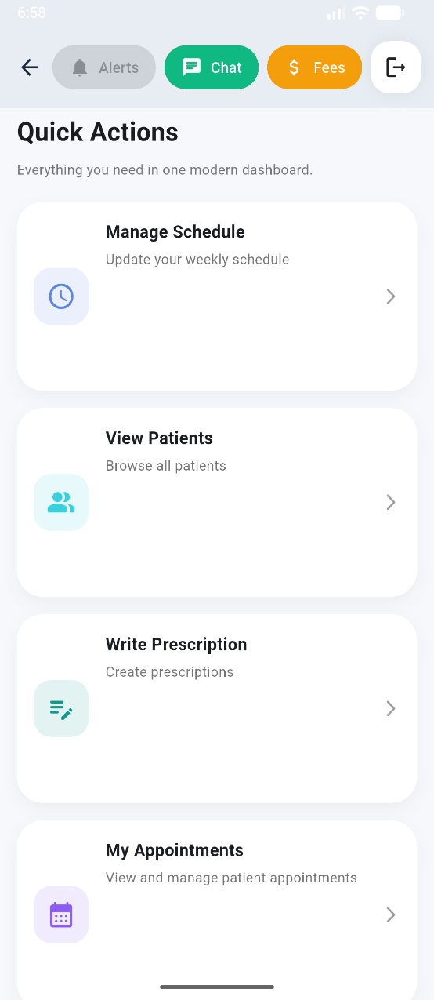 6:58
Alerts
Chat
$ Fees
Quick Actions
Everything you need in one modern dashboard.
Manage Schedule
Update your weekly schedule
View Patients
Browse all patients
Write Prescription
Create prescriptions
My Appointments
View and manage patient appointments